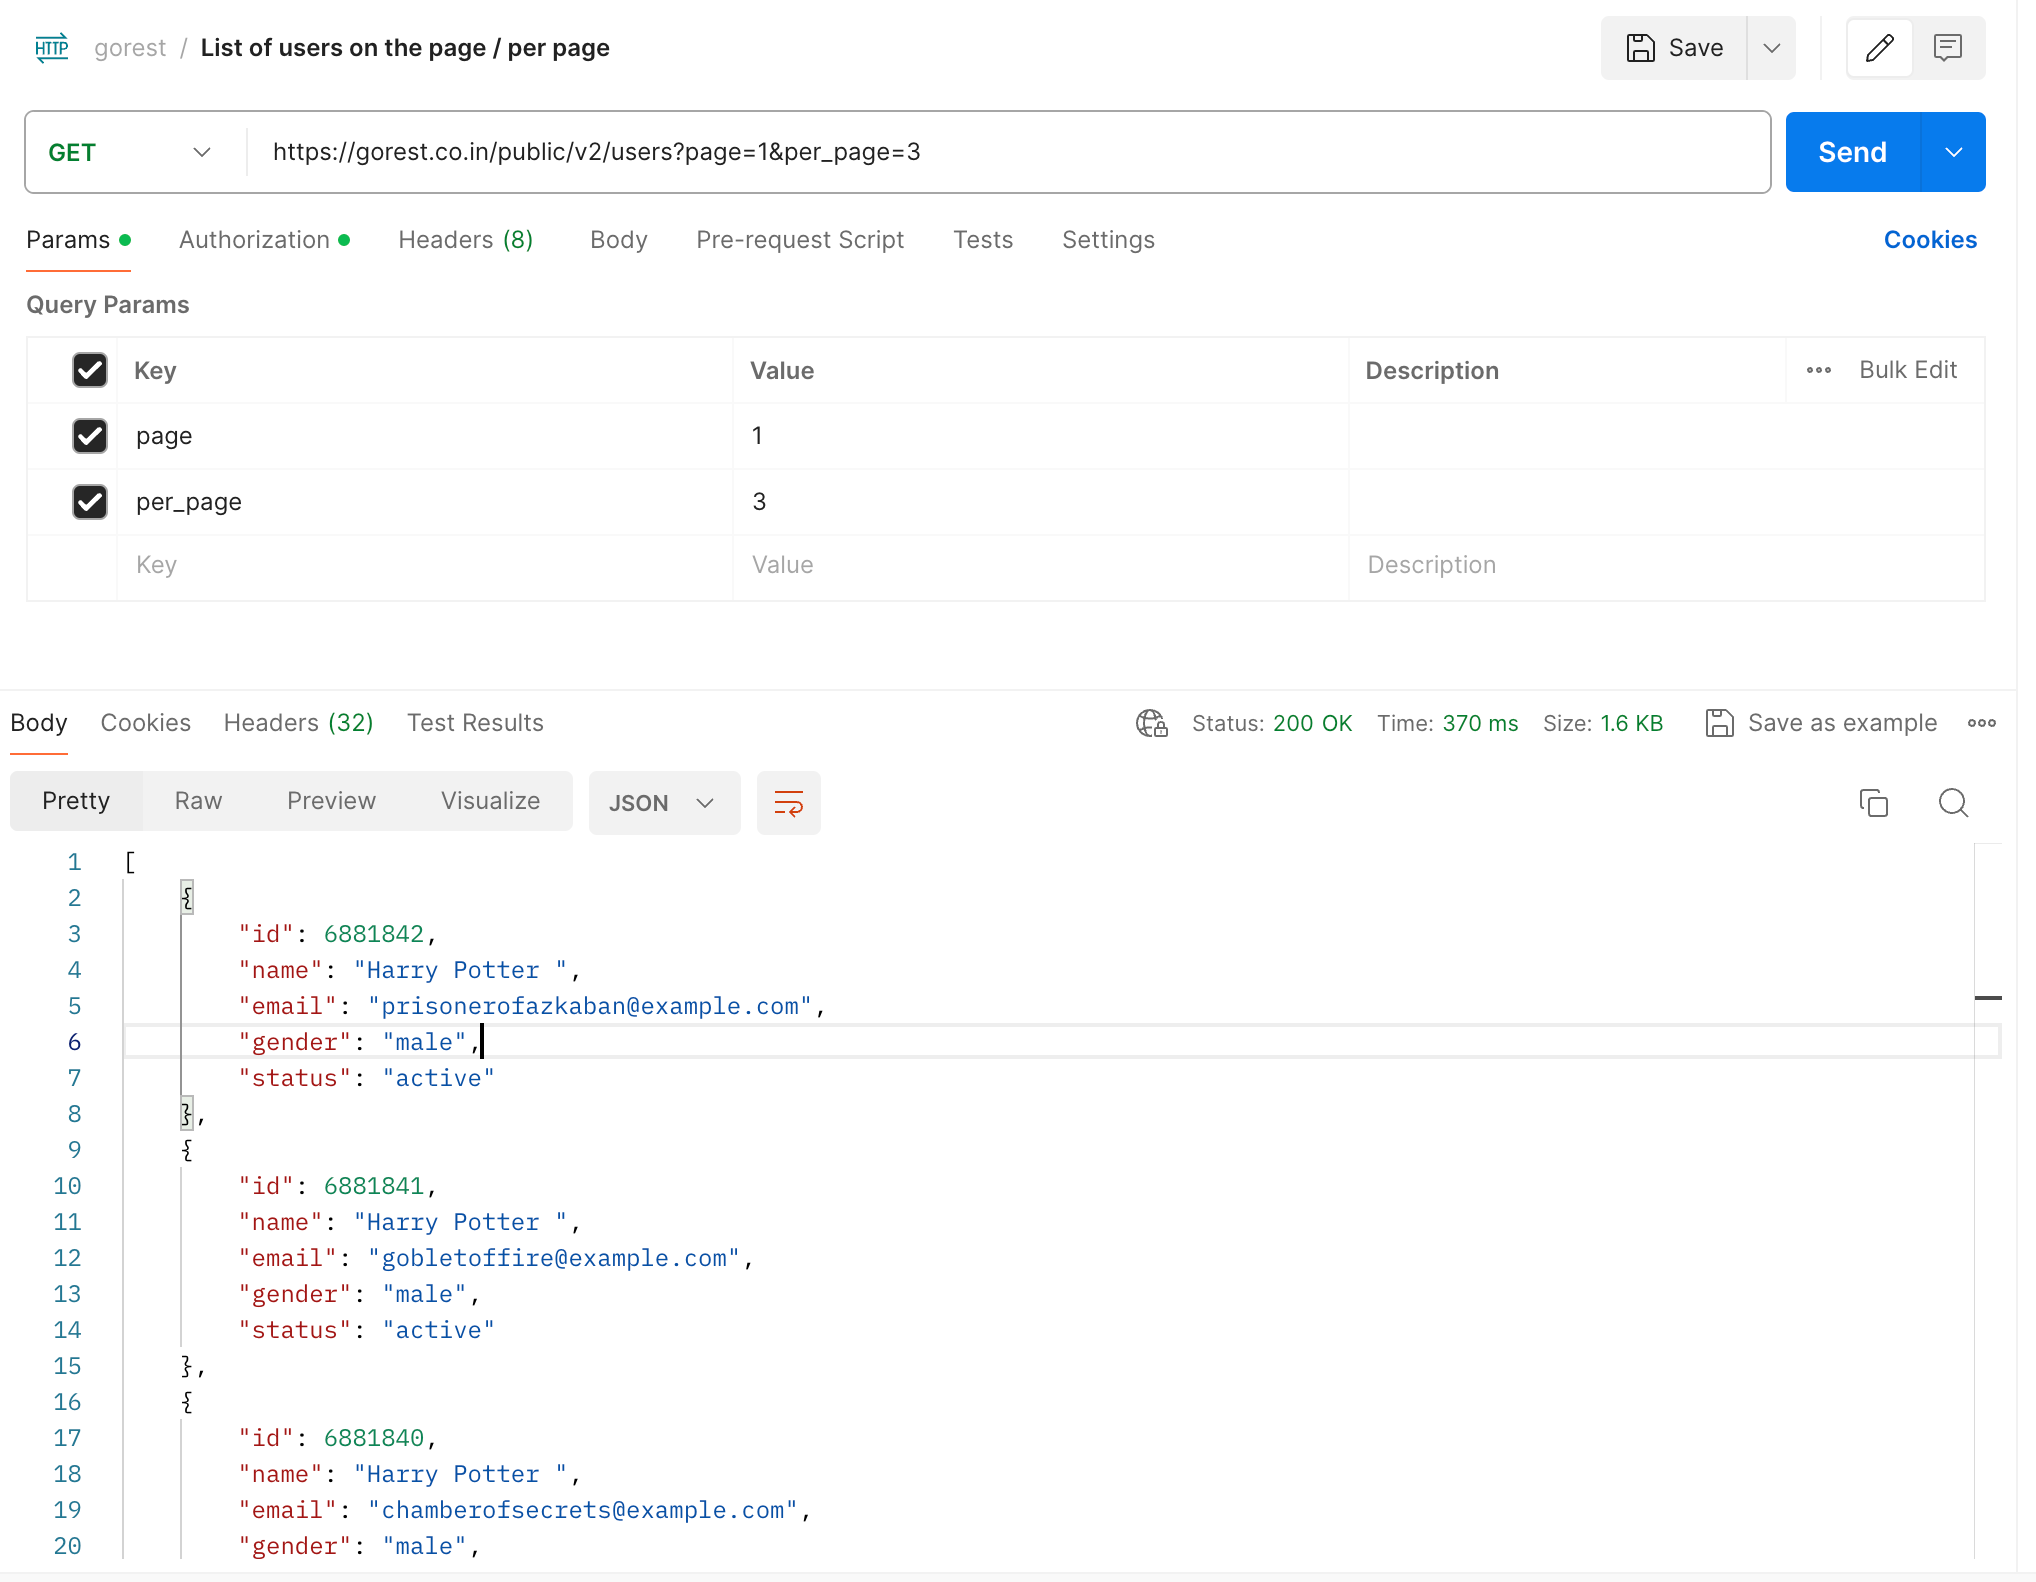 HTTP gorest / List of users on the page / per page Save
GET https://gorest.co.in/public/v2/users?page=1&per_page=3 Send
Params Authorization Headers (8) Body Pre-request Script Tests Settings Cookies
Query Params
Key Value Description Bulk Edit
page 1
per_page 3
Key Value Description
Body Cookies Headers (32) Test Results Status: 200 OK Time: 370 ms Size: 1.6 KB Save as example
Pretty Raw Preview Visualize JSON
1 [
2 {
3 "id": 6881842,
4 "name": "Harry Potter ",
5 "email": "prisonerofazkaban@example.com",
6 "gender": "male",
7 "status": "active"
8 },
9 {
10 "id": 6881841,
11 "name": "Harry Potter ",
12 "email": "gobletoffire@example.com",
13 "gender": "male",
14 "status": "active"
15 },
16 {
17 "id": 6881840,
18 "name": "Harry Potter ",
19 "email": "chamberofsecrets@example.com",
20 "gender": "male",